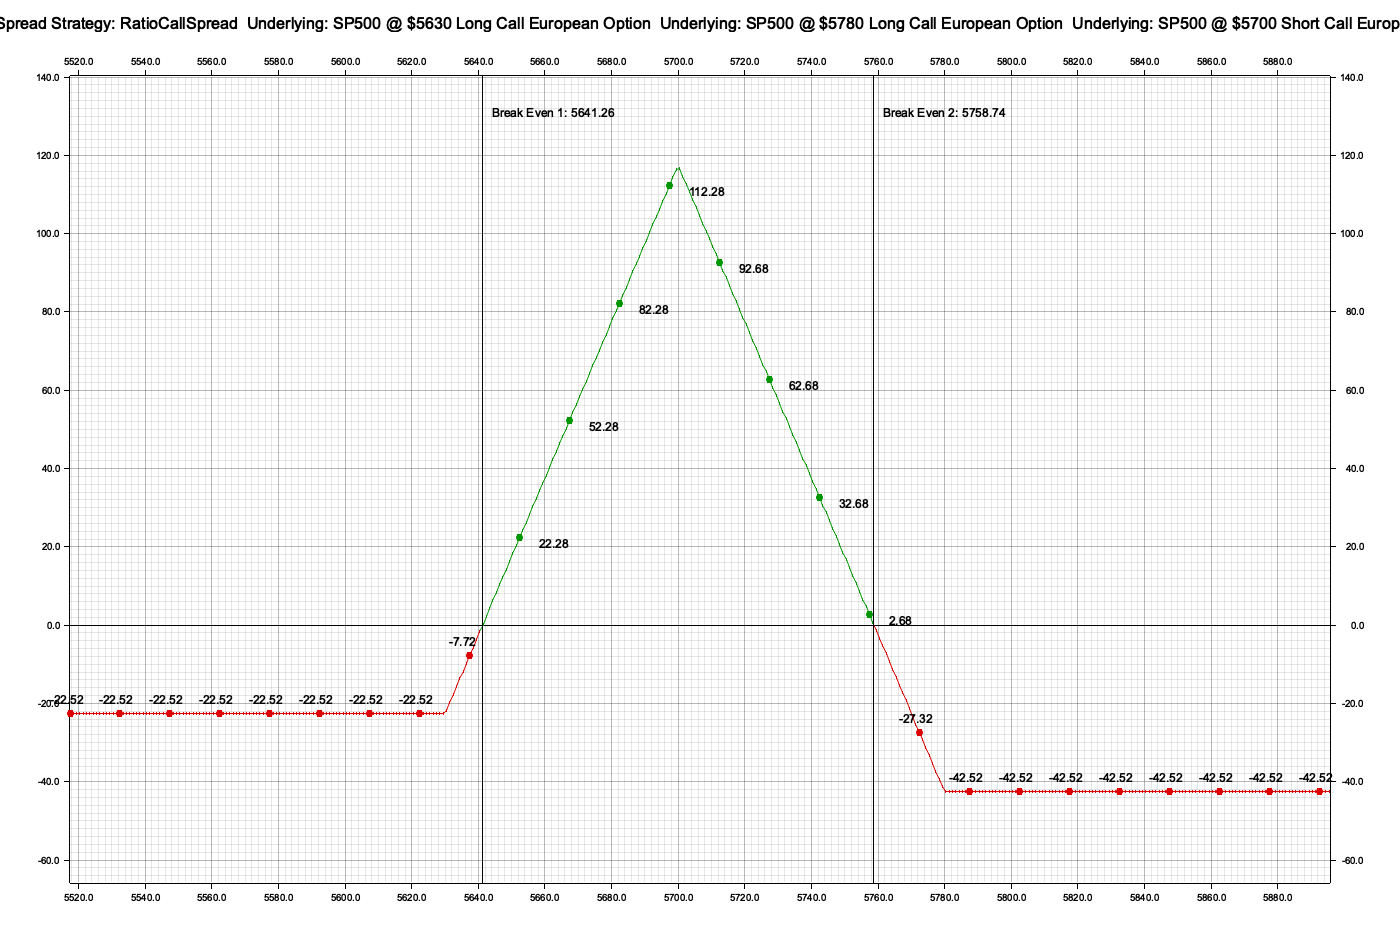 Spread Strategy: RatioCallSpread  Underlying: SP500 @ $5630 Long Call European Option  Underlying: SP500 @ $5780 Long Call European Option  Underlying: SP500 @ $5700 Short Call Europ
5520.0 5540.0 5560.0 5580.0 5600.0 5620.0 5640.0 5660.0 5680.0 5700.0 5720.0 5740.0 5760.0 5780.0 5800.0 5820.0 5840.0 5860.0 5880.0
140.0 140.0
Break Even 1: 5641.26 Break Even 2: 5758.74
120.0 120.0
112.28
100.0 100.0
92.68
80.0 82.28 80.0
60.0 62.68 60.0
52.28
40.0 40.0
32.68
20.0 22.28 20.0
0.0 2.68 0.0
-7.72
-20.0 -22.52 -22.52 -22.52 -22.52 -22.52 -22.52 -22.52 -22.52 -20.0
-27.32
-40.0 -42.52 -42.52 -42.52 -42.52 -42.52 -42.52 -42.52 -42.52 -40.0
-60.0 -60.0
5520.0 5540.0 5560.0 5580.0 5600.0 5620.0 5640.0 5660.0 5680.0 5700.0 5720.0 5740.0 5760.0 5780.0 5800.0 5820.0 5840.0 5860.0 5880.0